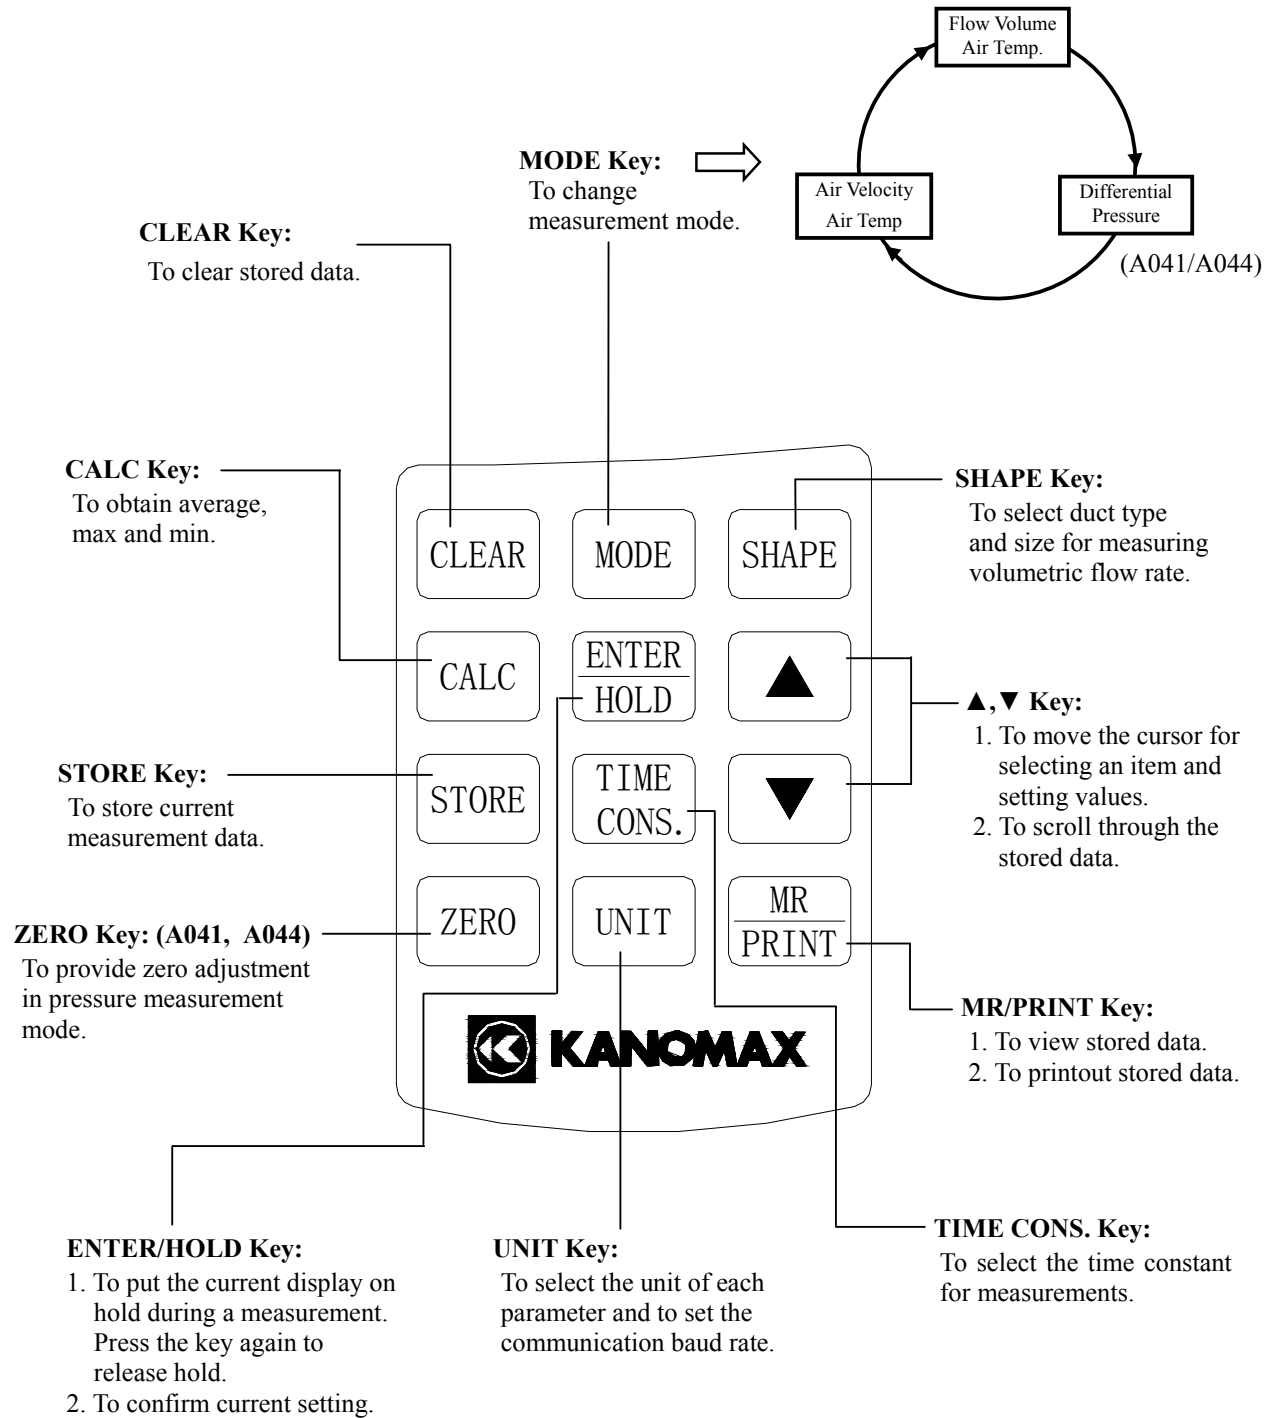 Flow Volume
Air Temp.
MODE Key:
To change
measurement mode.
Air Velocity
Air Temp
Differential
Pressure
(A041/A044)
CLEAR Key:
To clear stored data.
CALC Key:
To obtain average,
max and min.
SHAPE Key:
To select duct type
and size for measuring
volumetric flow rate.
CLEAR
MODE
SHAPE
CALC
ENTER
HOLD
▲
▲,▼ Key:
1. To move the cursor for
selecting an item and
setting values.
2. To scroll through the
stored data.
STORE Key:
To store current
measurement data.
STORE
TIME
CONS.
▼
ZERO Key: (A041, A044)
To provide zero adjustment
in pressure measurement
mode.
ZERO
UNIT
MR
PRINT
MR/PRINT Key:
1. To view stored data.
2. To printout stored data.
KANOMAX
ENTER/HOLD Key:
1. To put the current display on
hold during a measurement.
Press the key again to
release hold.
2. To confirm current setting.
UNIT Key:
To select the unit of each
parameter and to set the
communication baud rate.
TIME CONS. Key:
To select the time constant
for measurements.